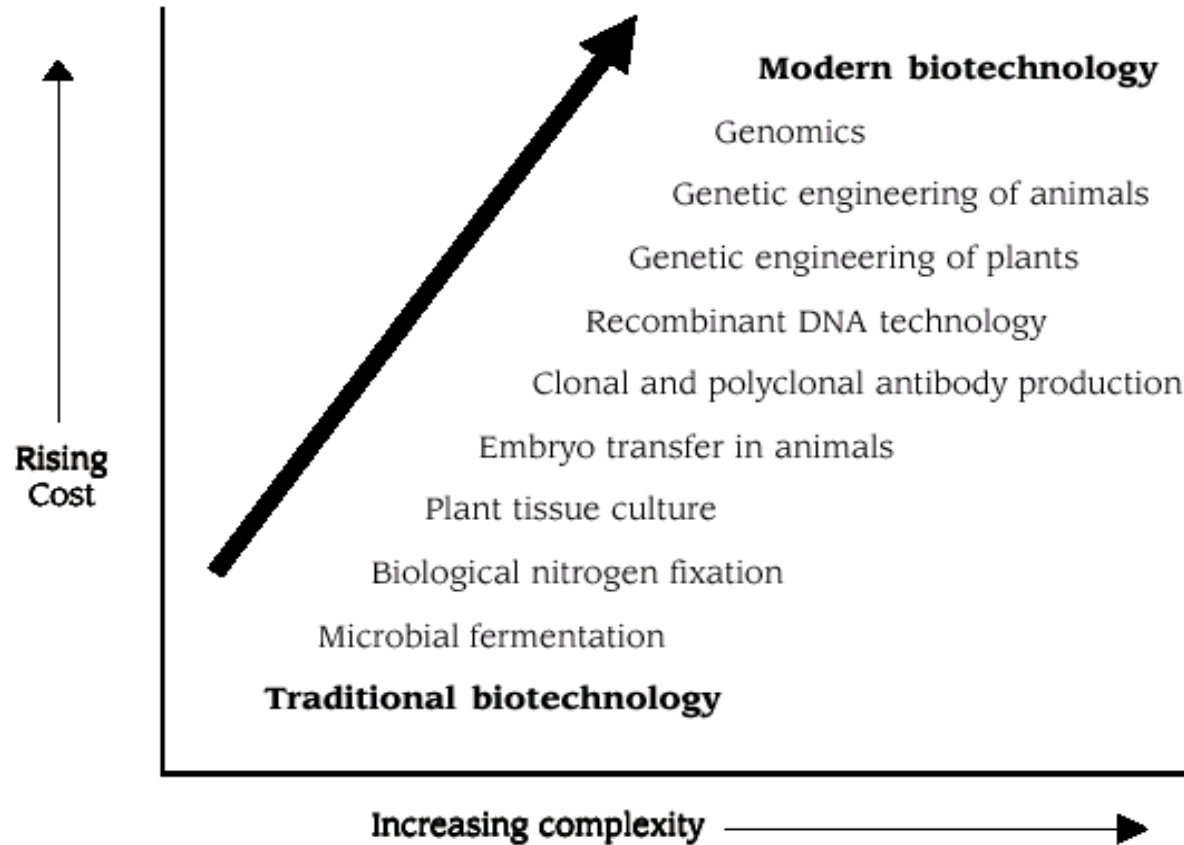 Modern biotechnology
Genomics
Genetic engineering of animals
Genetic engineering of plants
Recombinant DNA technology
Clonal and polyclonal antibody production
Embryo transfer in animals
Plant tissue culture
Biological nitrogen fixation
Microbial fermentation
Traditional biotechnology
Rising
Cost
Increasing complexity